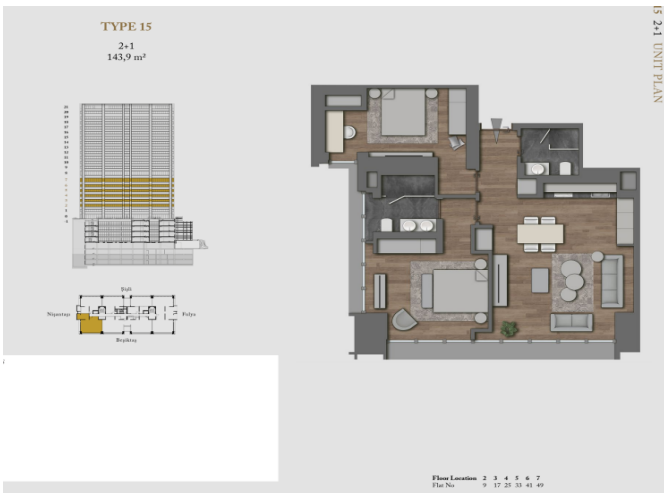 TYPE 15
2+1
143,9 m²
15 2+1 UNIT PLAN
Şişli
Nişantaşı
Fulya
Beşiktaş
Floor Location 2 3 4 5 6 7
Flat No 9 17 25 33 41 49